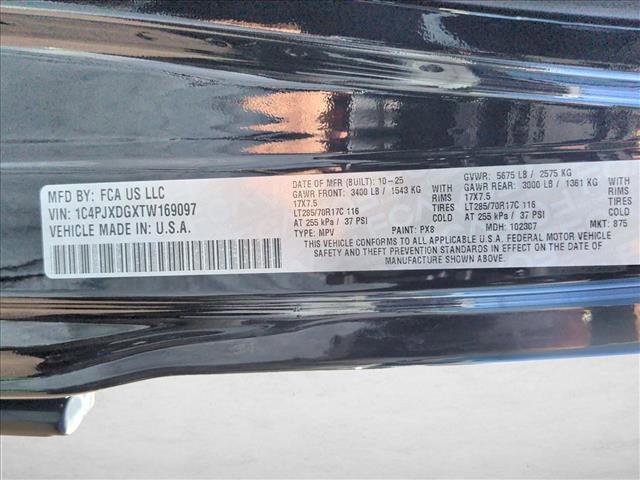 MFD BY: FCA US LLC
VIN: 1C4PJXDGXTW169097
VEHICLE MADE IN: U.S.A.
DATE OF MFR (BUILT): 10-25
GAWR FRONT: 3400 LB / 1543 KG
17X7.5
WITH RIMS
LT285/70R17C 116
TIRES
AT 255 kPa / 37 PSI
COLD
TYPE: MPV
PAINT: PX8
GVWR: 5675 LB / 2575 KG
GAWR REAR: 3000 LB / 1361 KG
17X7.5
WITH RIMS
LT285/70R17C 116
TIRES
AT 255 kPa / 37 PSI
COLD
MDH: 102307
MKT: 875
THIS VEHICLE CONFORMS TO ALL APPLICABLE U.S.A. FEDERAL MOTOR VEHICLE
SAFETY AND THEFT PREVENTION STANDARDS IN EFFECT ON THE DATE OF
MANUFACTURE SHOWN ABOVE.